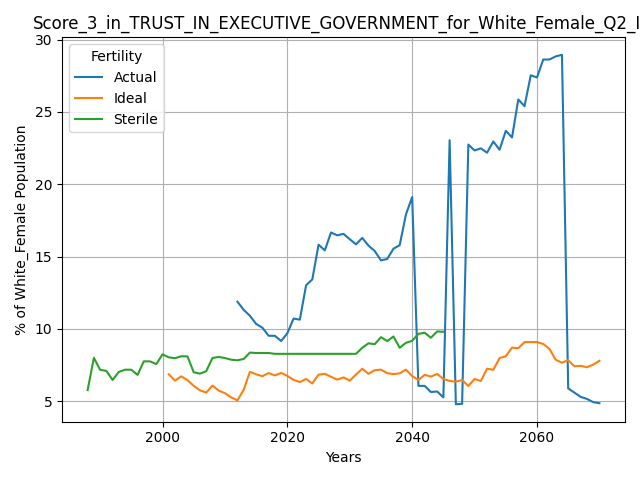 Score_3_in_TRUST_IN_EXECUTIVE_GOVERNMENT_for_White_Female_Q2_I
Fertility
Actual
Ideal
Sterile
% of White_Female Population
30
25
20
15
10
5
2000
2020
2040
2060
Years